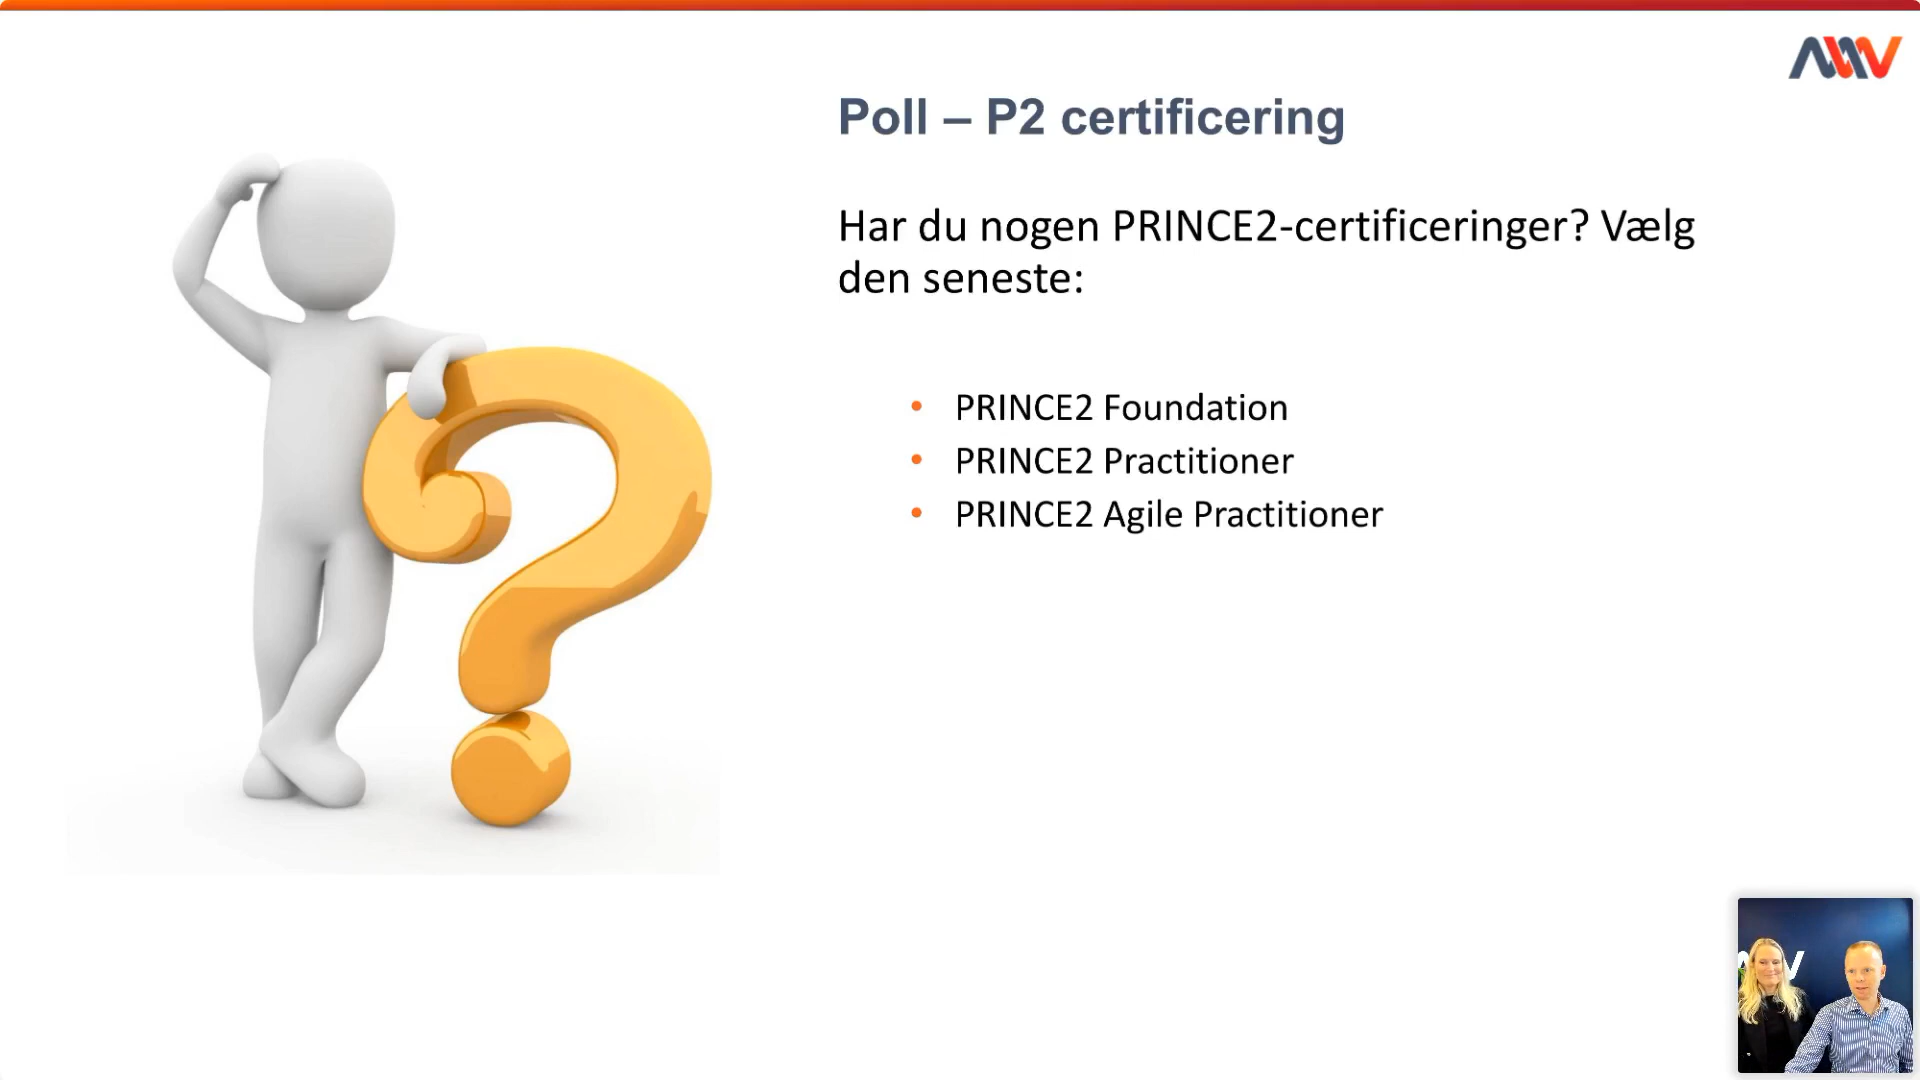 Poll – P2 certificering
Har du nogen PRINCE2-certificeringer? Vælg
den seneste:
• PRINCE2 Foundation
• PRINCE2 Practitioner
• PRINCE2 Agile Practitioner